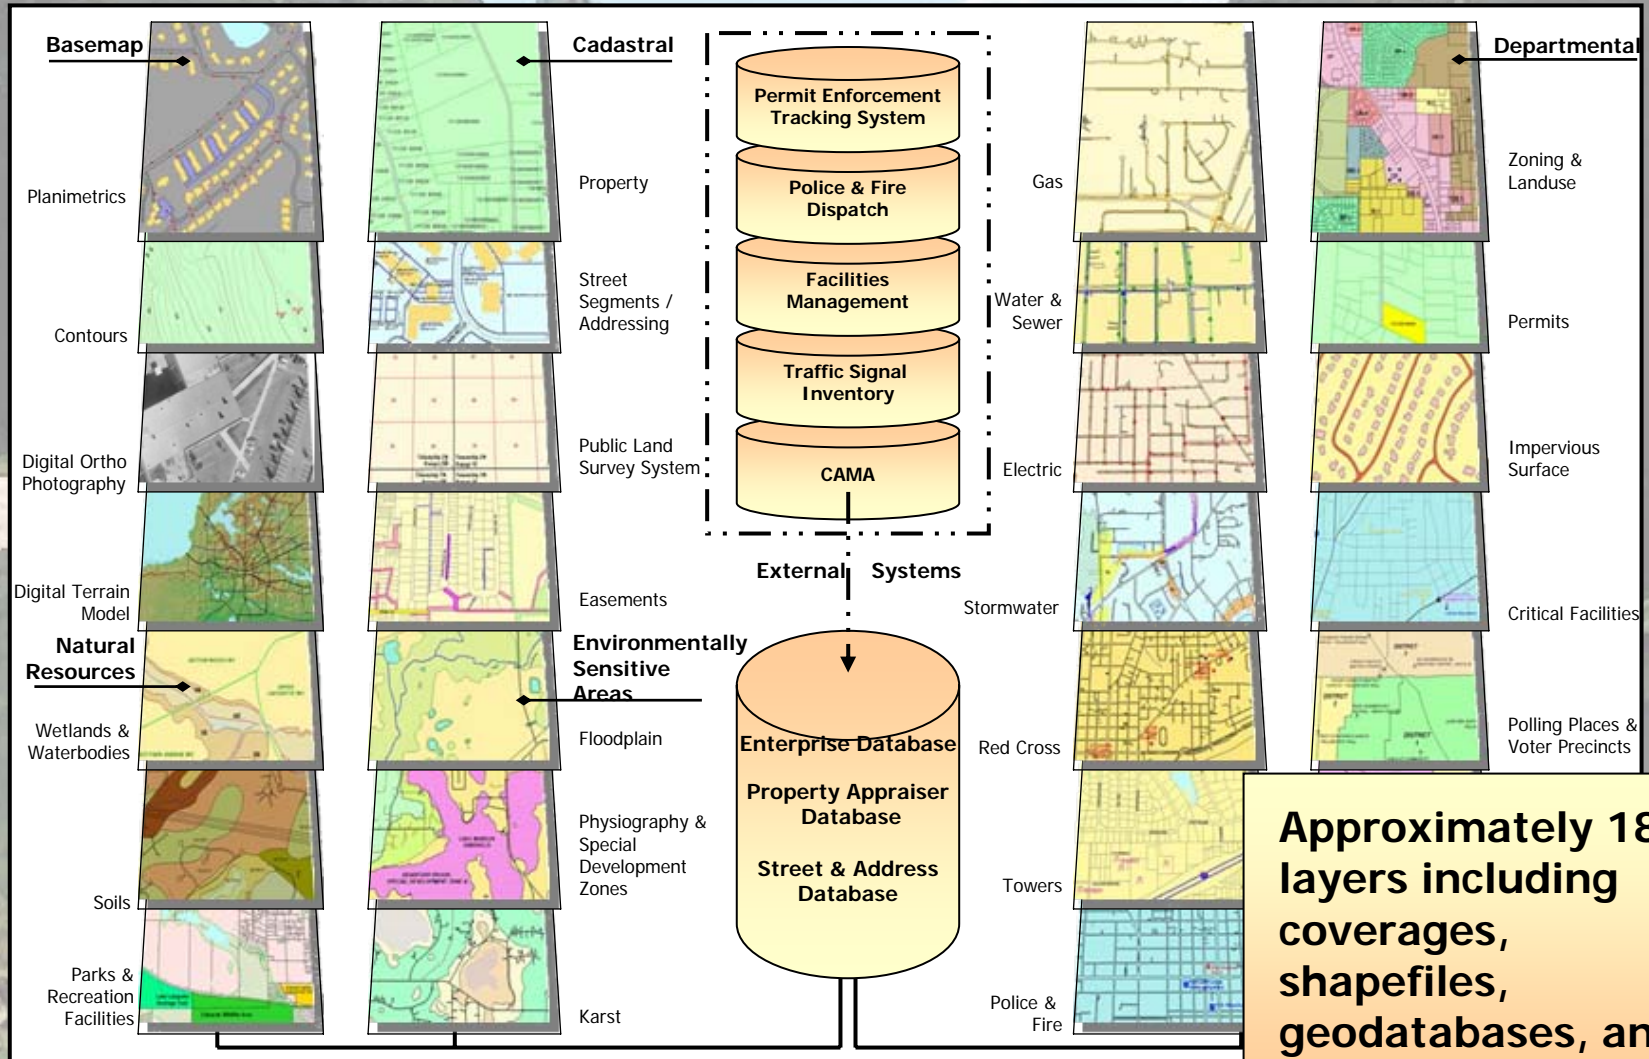 Basemap
Planimetrics
Contours
Digital Ortho
Photography
Digital Terrain
Model
Natural
Resources
Wetlands &
Waterbodies
Soils
Parks &
Recreation
Facilities
Cadastral
Property
Street
Segments /
Addressing
Public Land
Survey System
Easements
Environmentally
Sensitive
Areas
Floodplain
Physiography &
Special
Development
Zones
Karst
Permit Enforcement
Tracking System
Police & Fire
Dispatch
Facilities
Management
Traffic Signal
Inventory
CAMA
External Systems
Enterprise Database
Property Appraiser
Database
Street & Address
Database
Gas
Water &
Sewer
Electric
Stormwater
Red Cross
Towers
Police &
Fire
Departmental
Zoning &
Landuse
Permits
Impervious
Surface
Critical Facilities
Polling Places &
Voter Precincts
Approximately 18
layers including
coverages,
shapefiles,
geodatabases, an